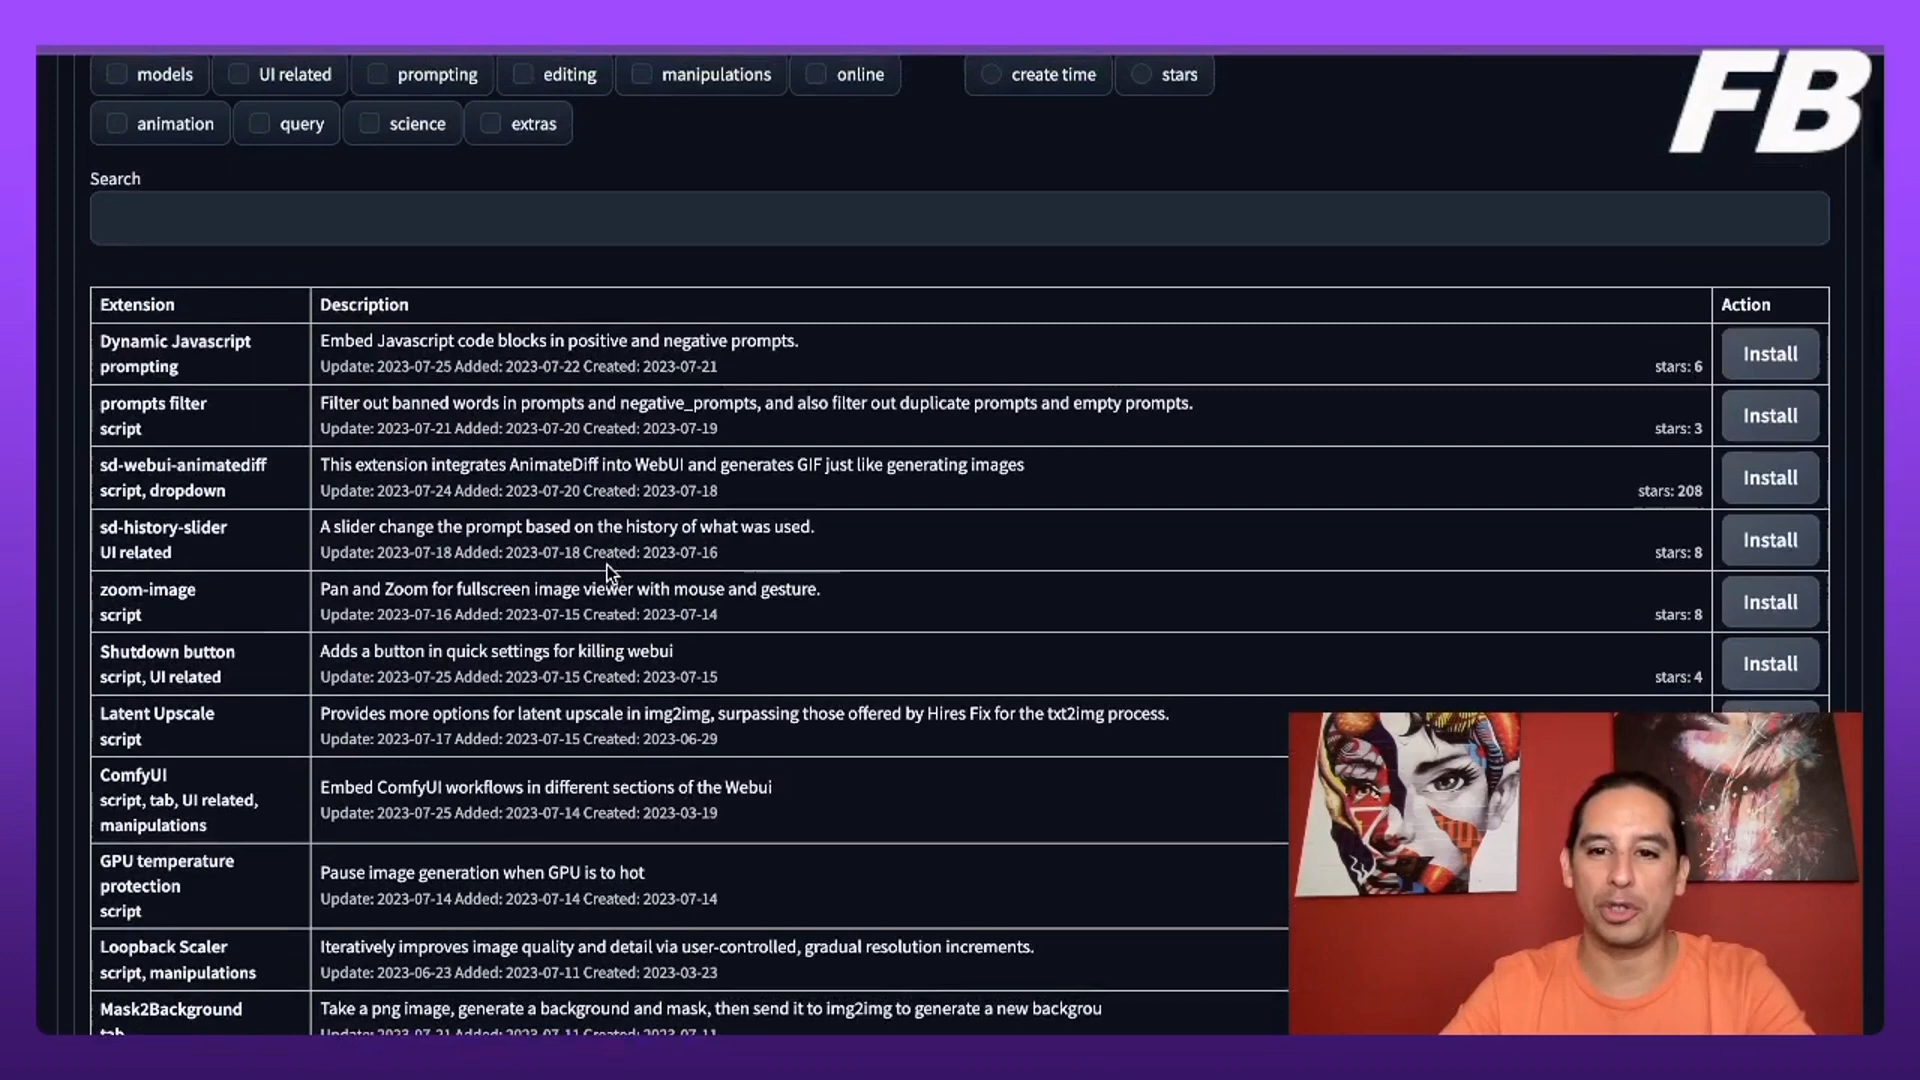 models UI related prompting editing manipulations online create time stars
animation query science extras
FB
Search
Extension Description Action
Dynamic Javascript Embed Javascript code blocks in positive and negative prompts.
prompting Update: 2023-07-25 Added: 2023-07-22 Created: 2023-07-21 stars: 6 Install
prompts filter Filter out banned words in prompts and negative_prompts, and also filter out duplicate prompts and empty prompts.
script Update: 2023-07-21 Added: 2023-07-20 Created: 2023-07-19 stars: 3 Install
sd-webui-animatediff This extension integrates AnimateDiff into WebUI and generates GIF just like generating images
script, dropdown Update: 2023-07-24 Added: 2023-07-20 Created: 2023-07-18 stars: 208 Install
sd-history-slider A slider change the prompt based on the history of what was used.
UI related Update: 2023-07-18 Added: 2023-07-18 Created: 2023-07-16 stars: 8 Install
zoom-image Pan and Zoom for fullscreen image viewer with mouse and gesture.
script Update: 2023-07-16 Added: 2023-07-15 Created: 2023-07-14 stars: 8 Install
Shutdown button Adds a button in quick settings for killing webui
script, UI related Update: 2023-07-25 Added: 2023-07-15 Created: 2023-07-15 stars: 4 Install
Latent Upscale Provides more options for latent upscale in img2img, surpassing those offered by Hires Fix for the txt2img process.
script Update: 2023-07-17 Added: 2023-07-15 Created: 2023-06-29
ComfyUI
script, tab, UI related, Embed ComfyUI workflows in different sections of the Webui
manipulations Update: 2023-07-25 Added: 2023-07-14 Created: 2023-03-19
GPU temperature Pause image generation when GPU is to hot
protection Update: 2023-07-14 Added: 2023-07-14 Created: 2023-07-14
script
Loopback Scaler Iteratively improves image quality and detail via user-controlled, gradual resolution increments.
script, manipulations Update: 2023-06-23 Added: 2023-07-11 Created: 2023-03-23
Mask2Background Take a png image, generate a background and mask, then send it to img2img to generate a new backgrou
tab Update: 2023-07-21 Added: 2023-07-11 Created: 2023-07-11